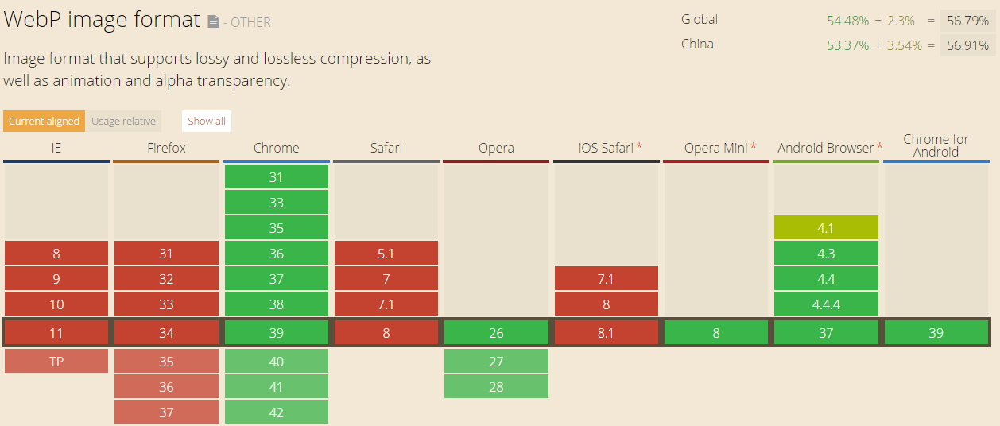 WebP image format - OTHER
Global 54.48% + 2.3% = 56.79%
China 53.37% + 3.54% = 56.91%
Image format that supports lossy and lossless compression, as
well as animation and alpha transparency.
Current aligned Usage relative Show all
IE Firefox Chrome Safari Opera iOS Safari * Opera Mini * Android Browser * Chrome for Android
31
33
35 4.1
8 31 36 5.1 4.3
9 32 37 7 7.1 4.4
10 33 38 7.1 8 4.4.4
11 34 39 8 26 8.1 8 37 39
TP 35 40 27
36 41 28
37 42